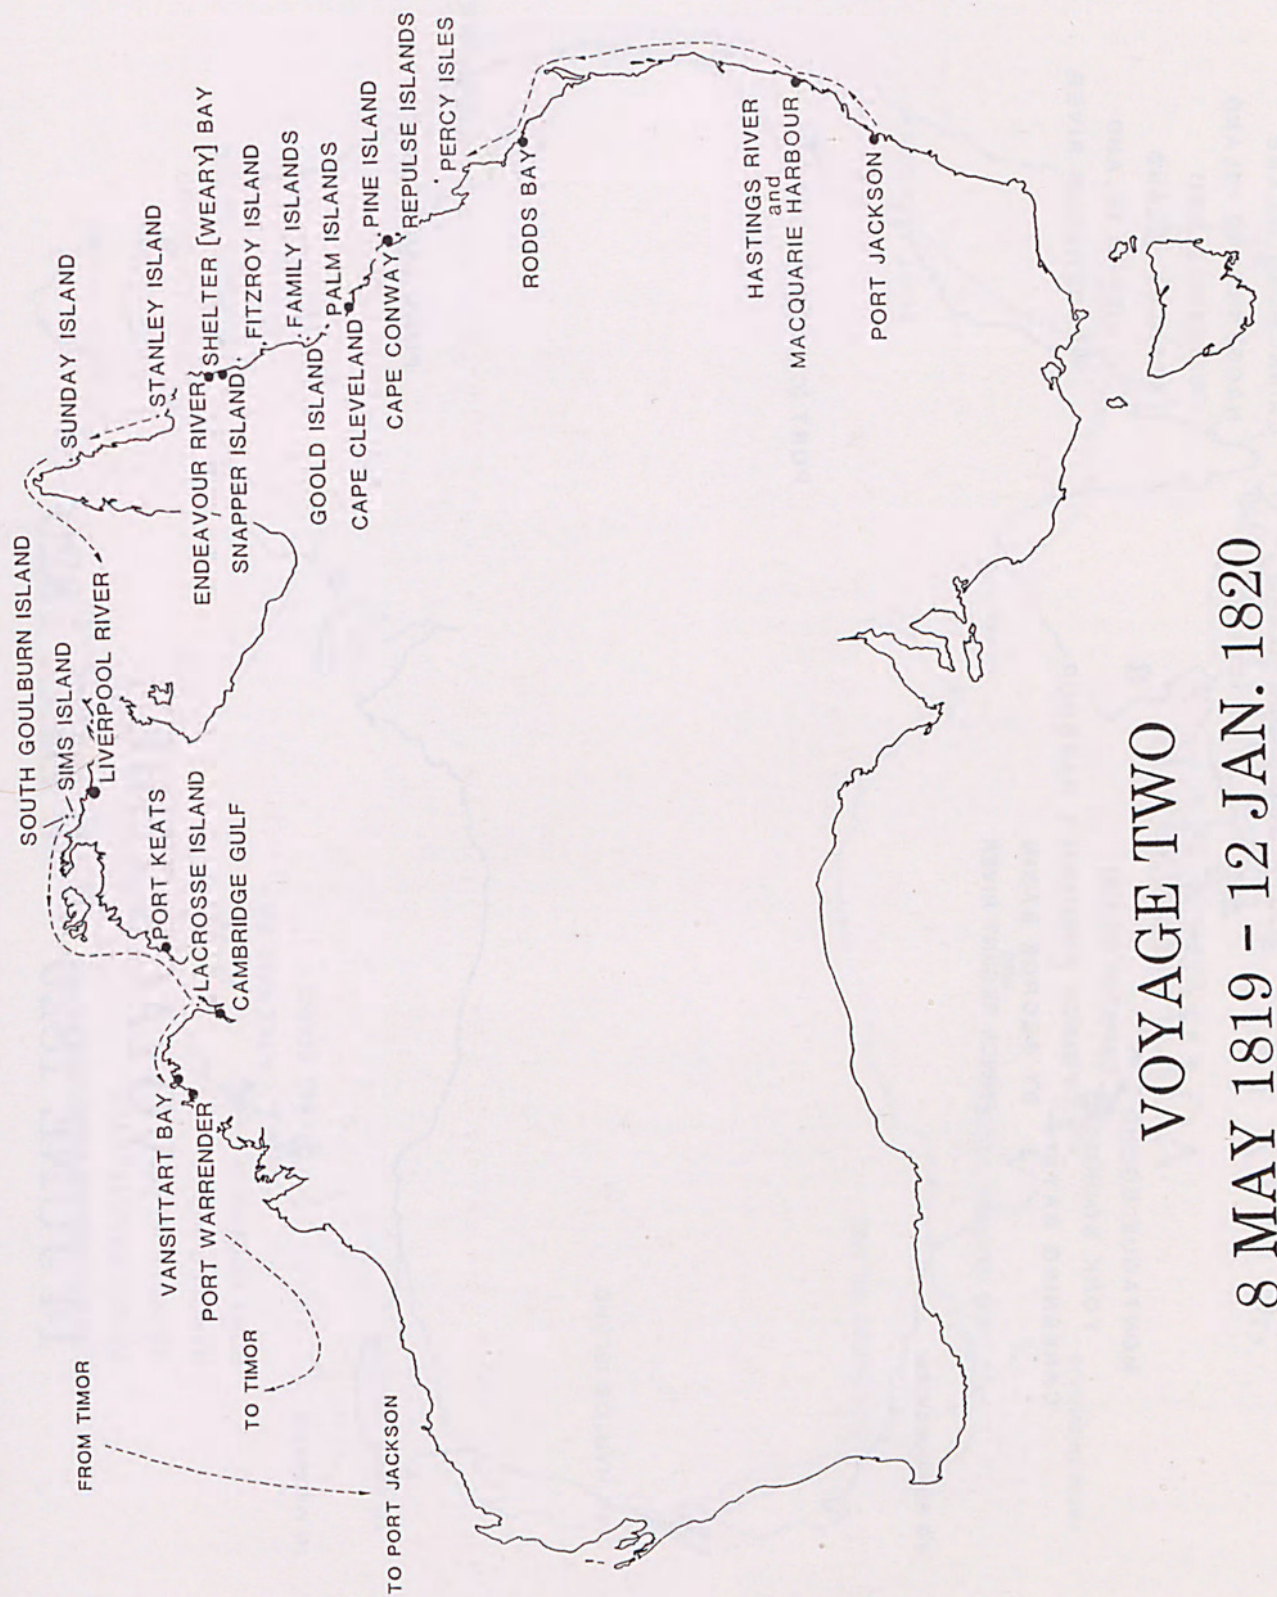 SOUTH GOULBURN ISLAND
SIMS ISLAND
LIVERPOOL RIVER
PORT KEATS
LACROSSE ISLAND
CAMBRIDGE GULF
VANSITTART BAY
PORT WARRENDER
FROM TIMOR
TO TIMOR
TO PORT JACKSON
SUNDAY ISLAND
STANLEY ISLAND
ENDEAVOUR RIVER
SHELTER [WEARY] BAY
SNAPPER ISLAND
FITZROY ISLAND
FAMILY ISLANDS
GOOLD ISLAND
PALM ISLANDS
CAPE CLEVELAND
PINE ISLAND
CAPE CONWAY
REPULSE ISLANDS
PERCY ISLES
RODDS BAY
HASTINGS RIVER
and
MACQUARIE HARBOUR
PORT JACKSON
VOYAGE TWO
8 MAY 1819 - 12 JAN. 1820